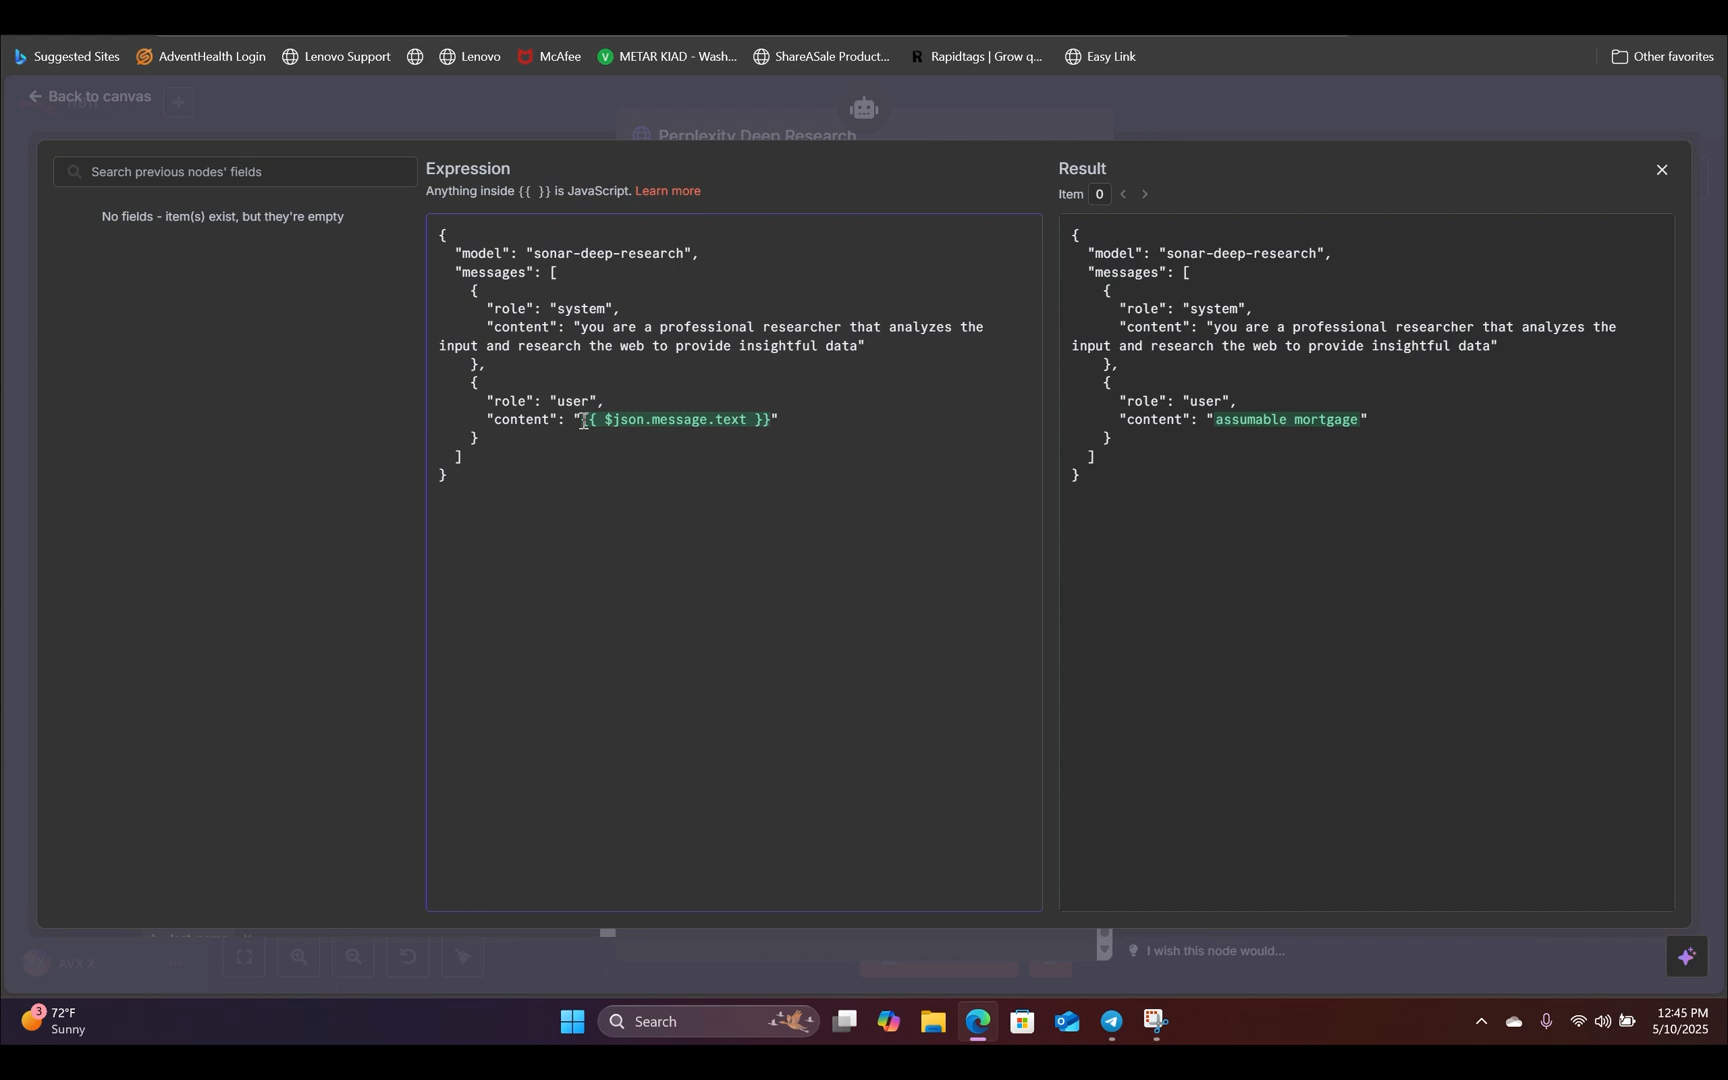 Suggested Sites
AdventHealth Login
Lenovo Support
Lenovo
McAfee
METAR KIAD - Wash...
ShareASale Product...
Rapidtags | Grow q...
Easy Link
Other favorites
Back to canvas
Perplexity Deep Research
Search previous nodes' fields
No fields - item(s) exist, but they're empty
Expression
Anything inside {{ }} is JavaScript. Learn more
{
"model": "sonar-deep-research",
"messages": [
{
"role": "system",
"content": "you are a professional researcher that analyzes the
input and research the web to provide insightful data"
},
{
"role": "user",
"content": "{{ $json.message.text }}"
}
]
}
Result
Item 0
{
"model": "sonar-deep-research",
"messages": [
{
"role": "system",
"content": "you are a professional researcher that analyzes the
input and research the web to provide insightful data"
},
{
"role": "user",
"content": "assumable mortgage"
}
]
}
AVX X
I wish this node would...
3
72°F
Sunny
Search
12:45 PM
5/10/2025